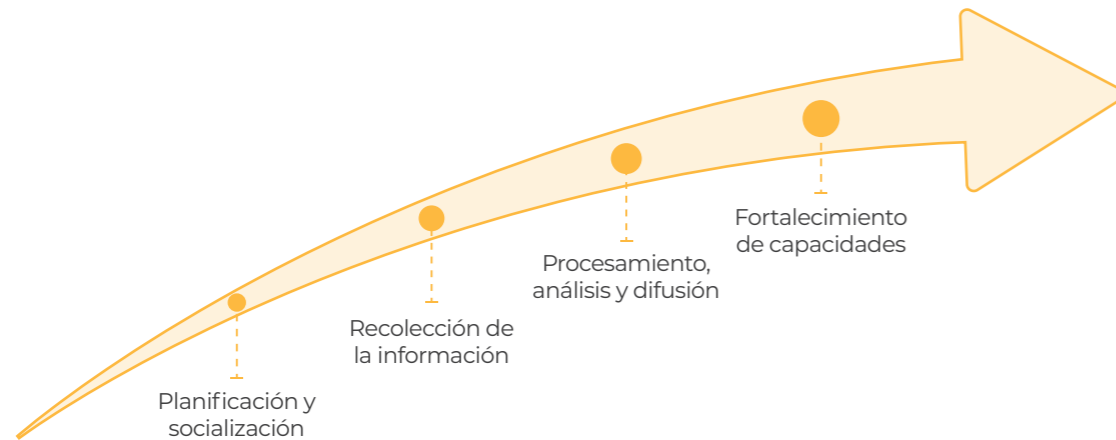 Planificación y
socialización
Recolección de
la información
Procesamiento,
análisis y difusión
Fortalecimiento
de capacidades